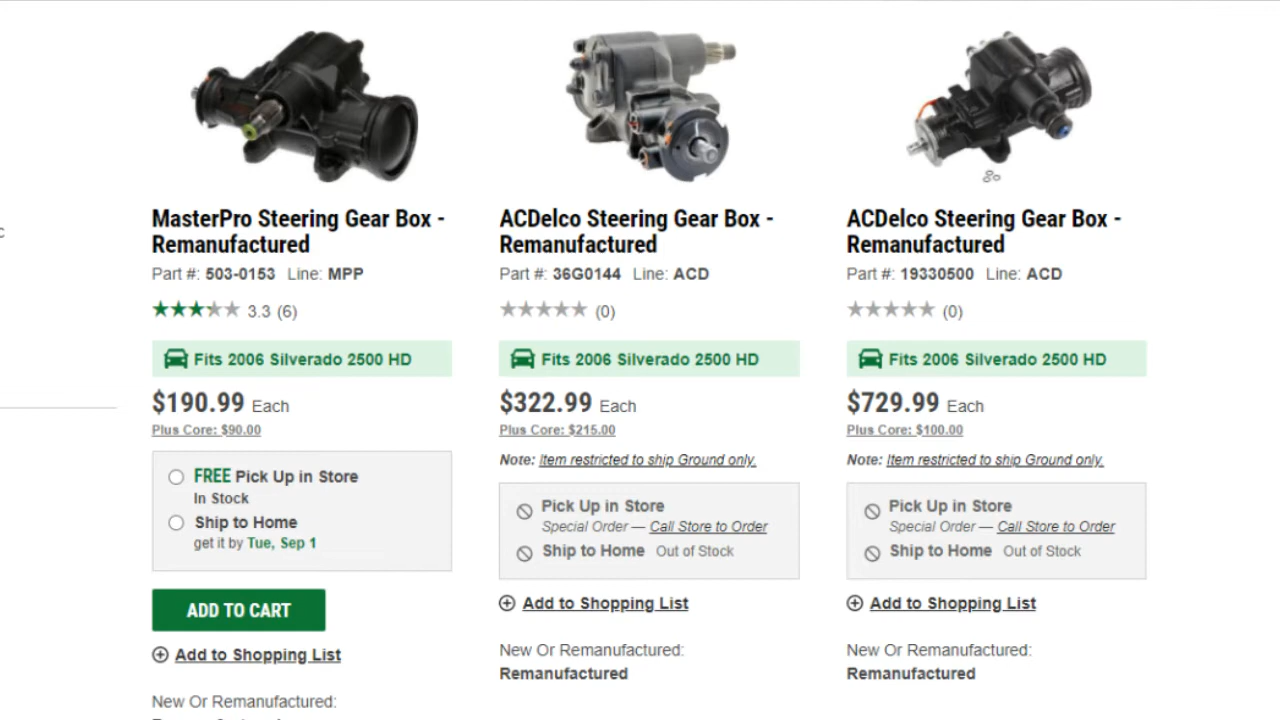 MasterPro Steering Gear Box -
Remanufactured
Part #: 503-0153 Line: MPP
3.3 (6)
Fits 2006 Silverado 2500 HD
$190.99 Each
Plus Core: $90.00
FREE Pick Up in Store
In Stock
Ship to Home
get it by Tue, Sep 1
ADD TO CART
Add to Shopping List
New Or Remanufactured:
ACDelco Steering Gear Box -
Remanufactured
Part #: 36G0144 Line: ACD
(0)
Fits 2006 Silverado 2500 HD
$322.99 Each
Plus Core: $215.00
Note: Item restricted to ship Ground only.
Pick Up in Store
Special Order — Call Store to Order
Ship to Home Out of Stock
Add to Shopping List
New Or Remanufactured:
Remanufactured
ACDelco Steering Gear Box -
Remanufactured
Part #: 19330500 Line: ACD
(0)
Fits 2006 Silverado 2500 HD
$729.99 Each
Plus Core: $100.00
Note: Item restricted to ship Ground only.
Pick Up in Store
Special Order — Call Store to Order
Ship to Home Out of Stock
Add to Shopping List
New Or Remanufactured:
Remanufactured